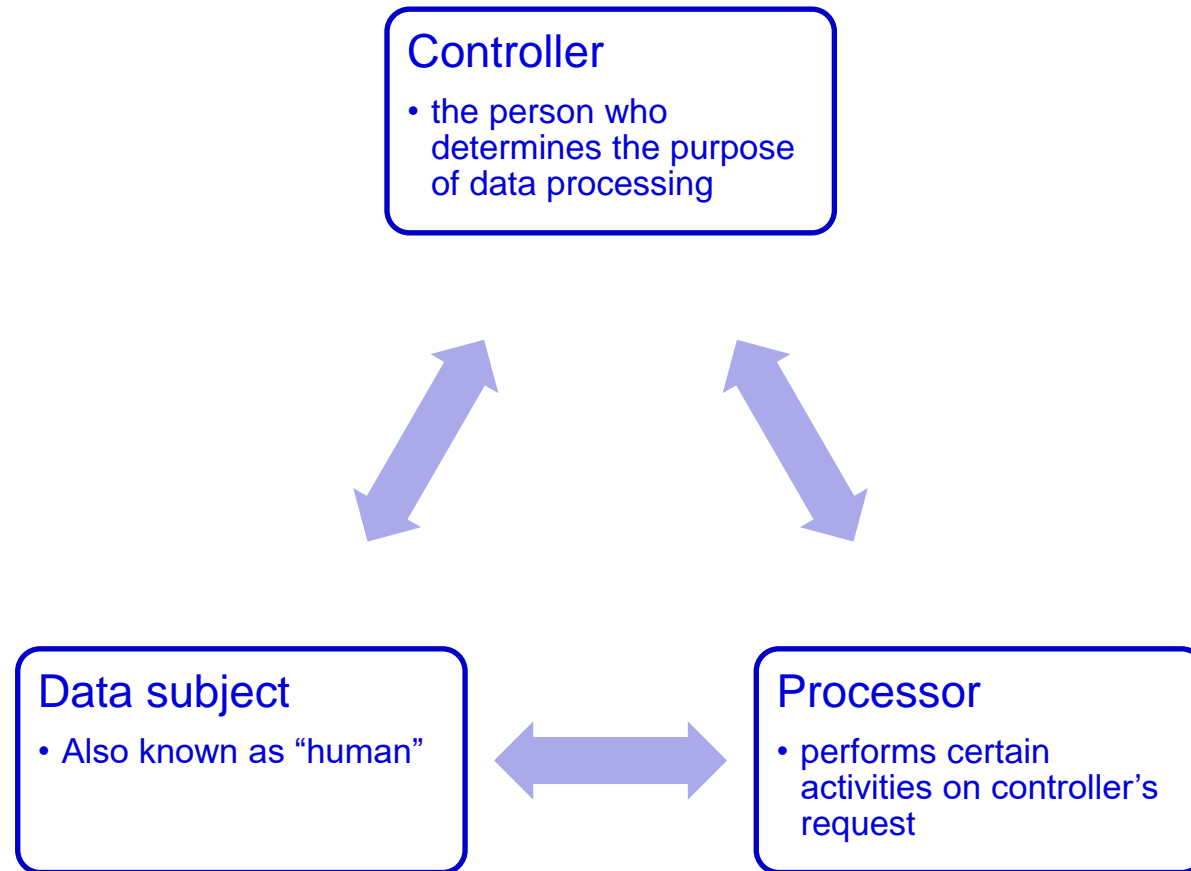 Controller
• the person who
determines the purpose
of data processing
Data subject
• Also known as “human”
Processor
• performs certain
activities on controller’s
request